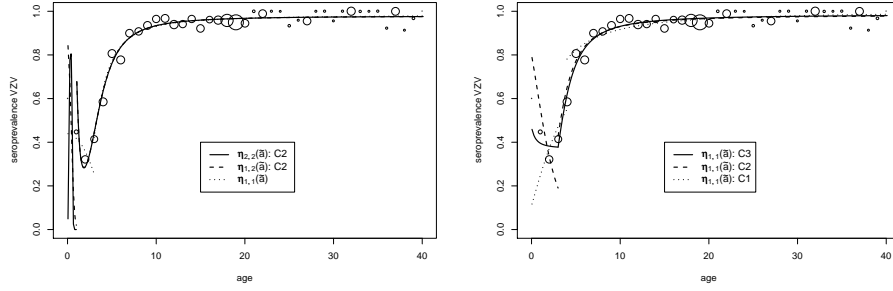 seroprevalence VZV
1.0
0.8
0.6
0.4
0.2
0.0
η2,2(ã): C2
η1,2(ã): C2
η1,1(ã)
0 10 20 30 40
age
seroprevalence VZV
1.0
0.8
0.6
0.4
0.2
0.0
η1,1(ã): C3
η1,1(ã): C2
η1,1(ã): C1
0 10 20 30 40
age